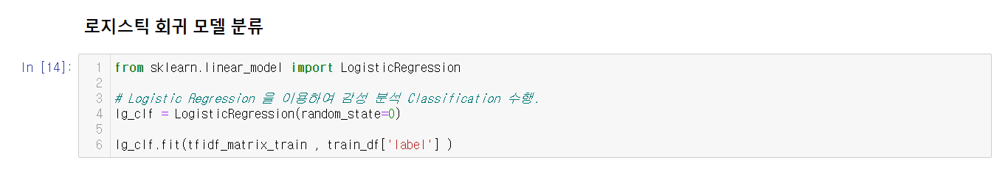 로지스틱 회귀 모델 분류
In [14]:
1 from sklearn.linear_model import LogisticRegression
2
3 # Logistic Regression 을 이용하여 감성 분석 Classification 수행.
4 lg_clf = LogisticRegression(random_state=0)
5
6 lg_clf.fit(tfidf_matrix_train , train_df['label'] )